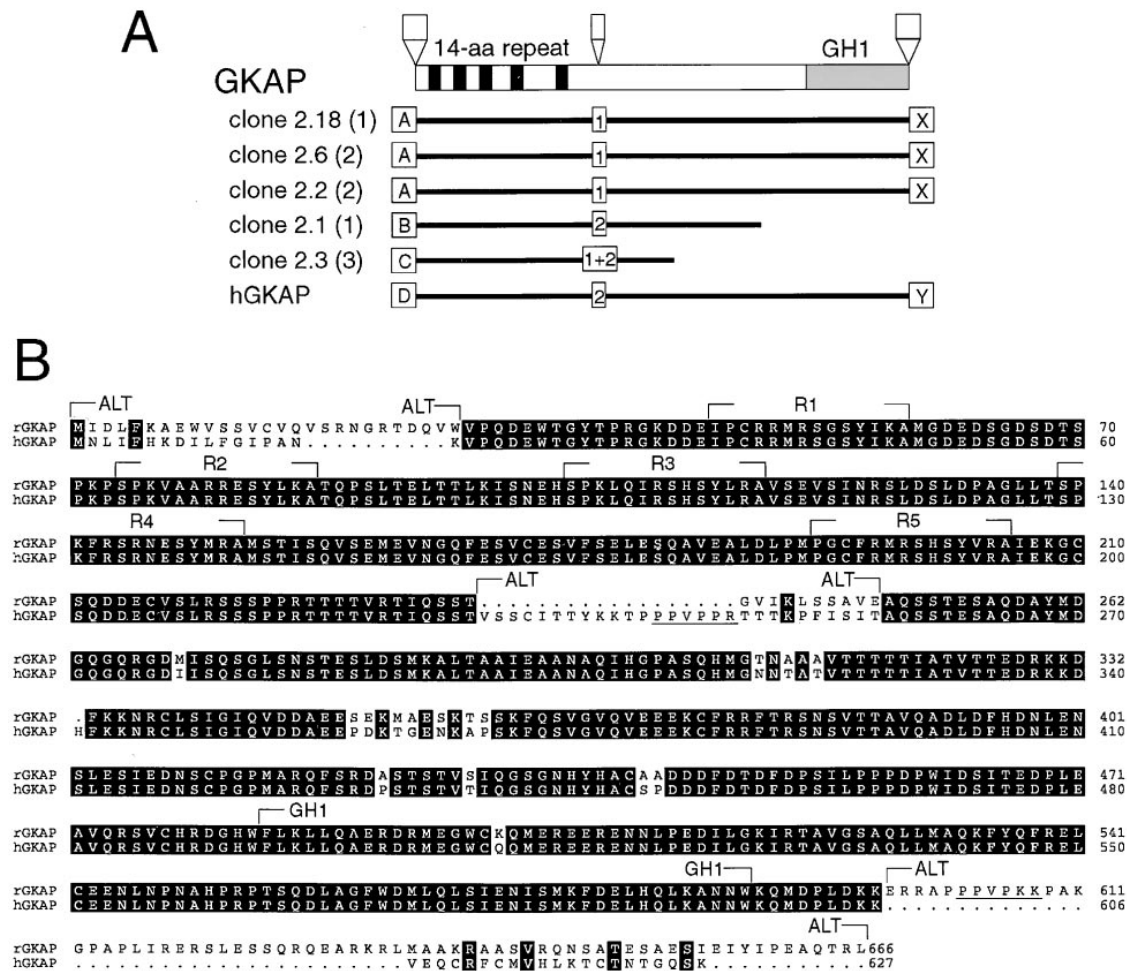 A
14-aa repeat
GH1
GKAP
clone 2.18 (1) A 1 X
clone 2.6 (2) A 1 X
clone 2.2 (2) A 1 X
clone 2.1 (1) B 2
clone 2.3 (3) C 1+2
hGKAP D 2 Y
B
ALT ALT R1
rGKAP MIDLFKAEWVSSVCVQVSRNGRTDQVWVPQDEWTGYTPRGKDDEIPCRRMRSGSYIKAMGDEDSGDSDTS 70
hGKAP MNLIFHKDILFGIPAN..........KVPQDEWTGYTPRGKDDEIPCRRMRSGSYIKAMGDEDSGDSDTS 60
R2 R3
rGKAP PKPSPKVAARRESYLKATQPSLTELTTLKISNEHSPKLQIRSHSYLRAVSEVSINRSLDSLDPAGLLTSP 140
hGKAP PKPSPKVAARRESYLKATQPSLTELTTLKISNEHSPKLQIRSHSYLRAVSEVSINRSLDSLDPAGLLTSP 130
R4 R5
rGKAP KFRSRNESYMRAMSTISQVSEMEVNGQFESVCESVFSELESQAVEALDLPMPGCFRMRSHSYVRAIEKGC 210
hGKAP KFRSRNESYMRAMSTISQVSEMEVNGQFESVCESVFSELESQAVEALDLPMPGCFRMRSHSYVRAIEKGC 200
ALT ALT
rGKAP SQDDECVSLRSSSPPRTTTTVRTIQSST..................GVIKLSSAVEAQSSTESAQDAYMD 262
hGKAP SQDDECVSLRSSSPPRTTTTVRTIQSSTVSSCITTYKKTPPPVPPRTTTKPFISITAQSSTESAQDAYMD 270
rGKAP GQGQRGDMISQSGLSNSTESLDSMKALTAAIEAANAQIHGPASQHMGTNAAAVTTTTTIATVTTEDRKKD 332
hGKAP GQGQRGDIISQSGLSNSTESLDSMKALTAAIEAANAQIHGPASQHMGNNTATVTTTTTIATVTTEDRKKD 340
rGKAP .FKKNRCLSIGIQVDDAEESEKMAESKTSSKFQSVGVQVEEEKCFRRFTRSNSVTTAVQADLDFHDNLEN 401
hGKAP HFKKNRCLSIGIQVDDAEEPDKTGENKAPSKFQSVGVQVEEEKCFRRFTRSNSVTTAVQADLDFHDNLEN 410
rGKAP SLESIEDNSCPGPMARQFSRDASTSTVSIQGSGNHYHACAADDDFDTDFDPSILPPPDPWIDSITEDPLE 471
hGKAP SLESIEDNSCPGPMARQFSRDPSTSTVTIQGSGNHYHACSPDDDFDTDFDPSILPPPDPWIDSITEDPLE 480
GH1
rGKAP AVQRSVCHRDGHWFLKLLQAERDRMEGWCKQMEREERENNLPEDILGKIRTAVGSAQLLMAQKFYQFREL 541
hGKAP AVQRSVCHRDGHWFLKLLQAERDRMEGWCQQMEREERENNLPEDILGKIRTAVGSAQLLMAQKFYQFREL 550
GH1 ALT
rGKAP CEENLNPNAHPRPTSQDLAGFWDMLQLSIENISMKFDELHQLKANNWKQMDPLDKKERRAPPPVPKKPAK 611
hGKAP CEENLNPNAHPRPTSQDLAGFWDMLQLSIENISMKFDELHQLKANNWKQMDPLDKK.............. 606
ALT
rGKAP GPAPLIRERSLESSQRQEARKRLMAAKRAASVRQNSATESAESIEIYIPEAQTRL 666
hGKAP .......................VEQCRFCMVHLKTCTNTGQSK........... 627